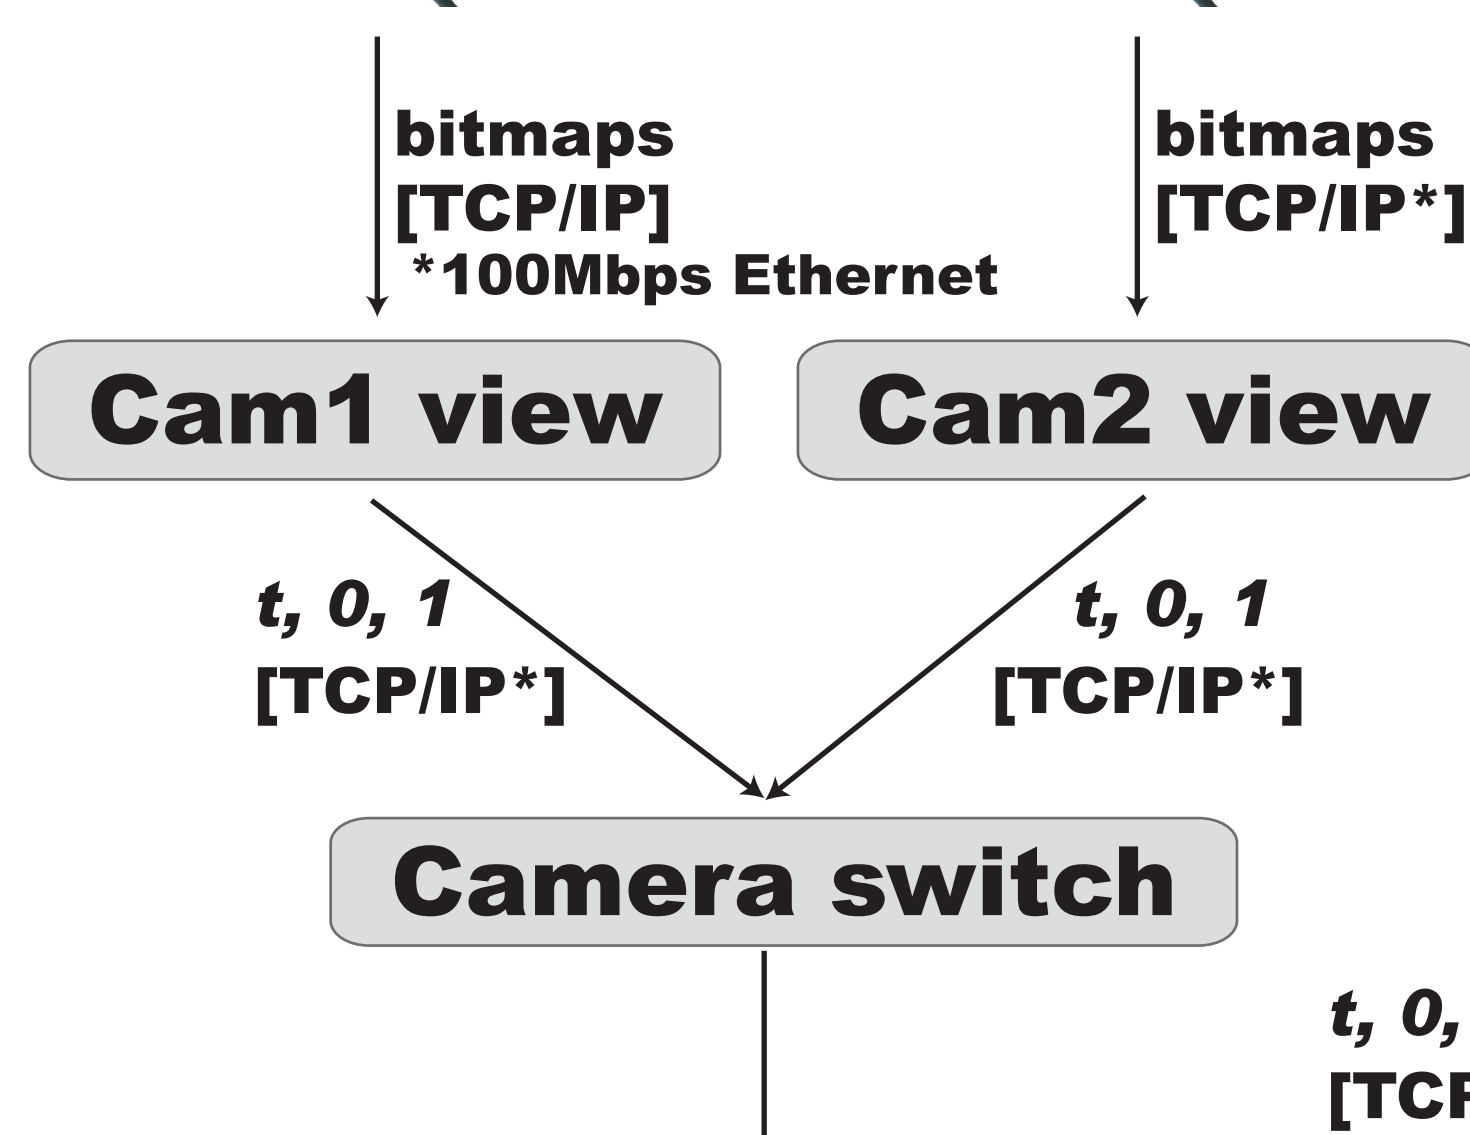 bitmaps
[TCP/IP]
*100Mbps Ethernet
bitmaps
[TCP/IP*]
Cam1 view
Cam2 view
t, 0, 1
[TCP/IP*]
t, 0, 1
[TCP/IP*]
Camera switch
t, 0,